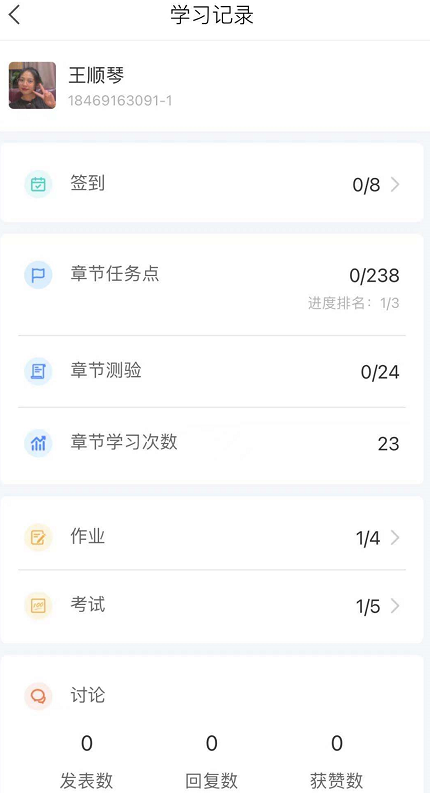 学习记录
王顺琴
18469163091-1
签到
0/8
章节任务点
0/238
进度排名：1/3
章节测验
0/24
章节学习次数
23
作业
1/4
考试
1/5
讨论
0 0 0
发表数 回复数 获赞数